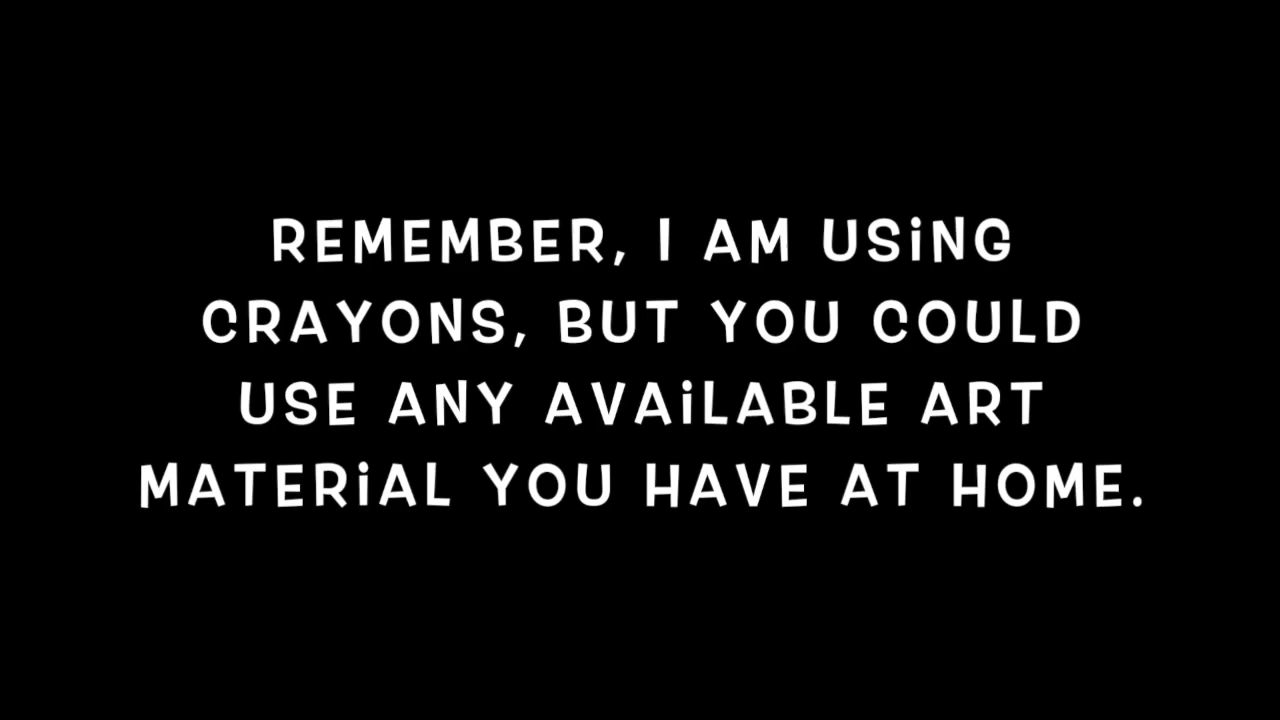 REMEMBER, I AM USiNG
CRAYONS, BUT YOU COULD
USE ANY AVAiLABLE ART
MATERiAL YOU HAVE AT HOME.